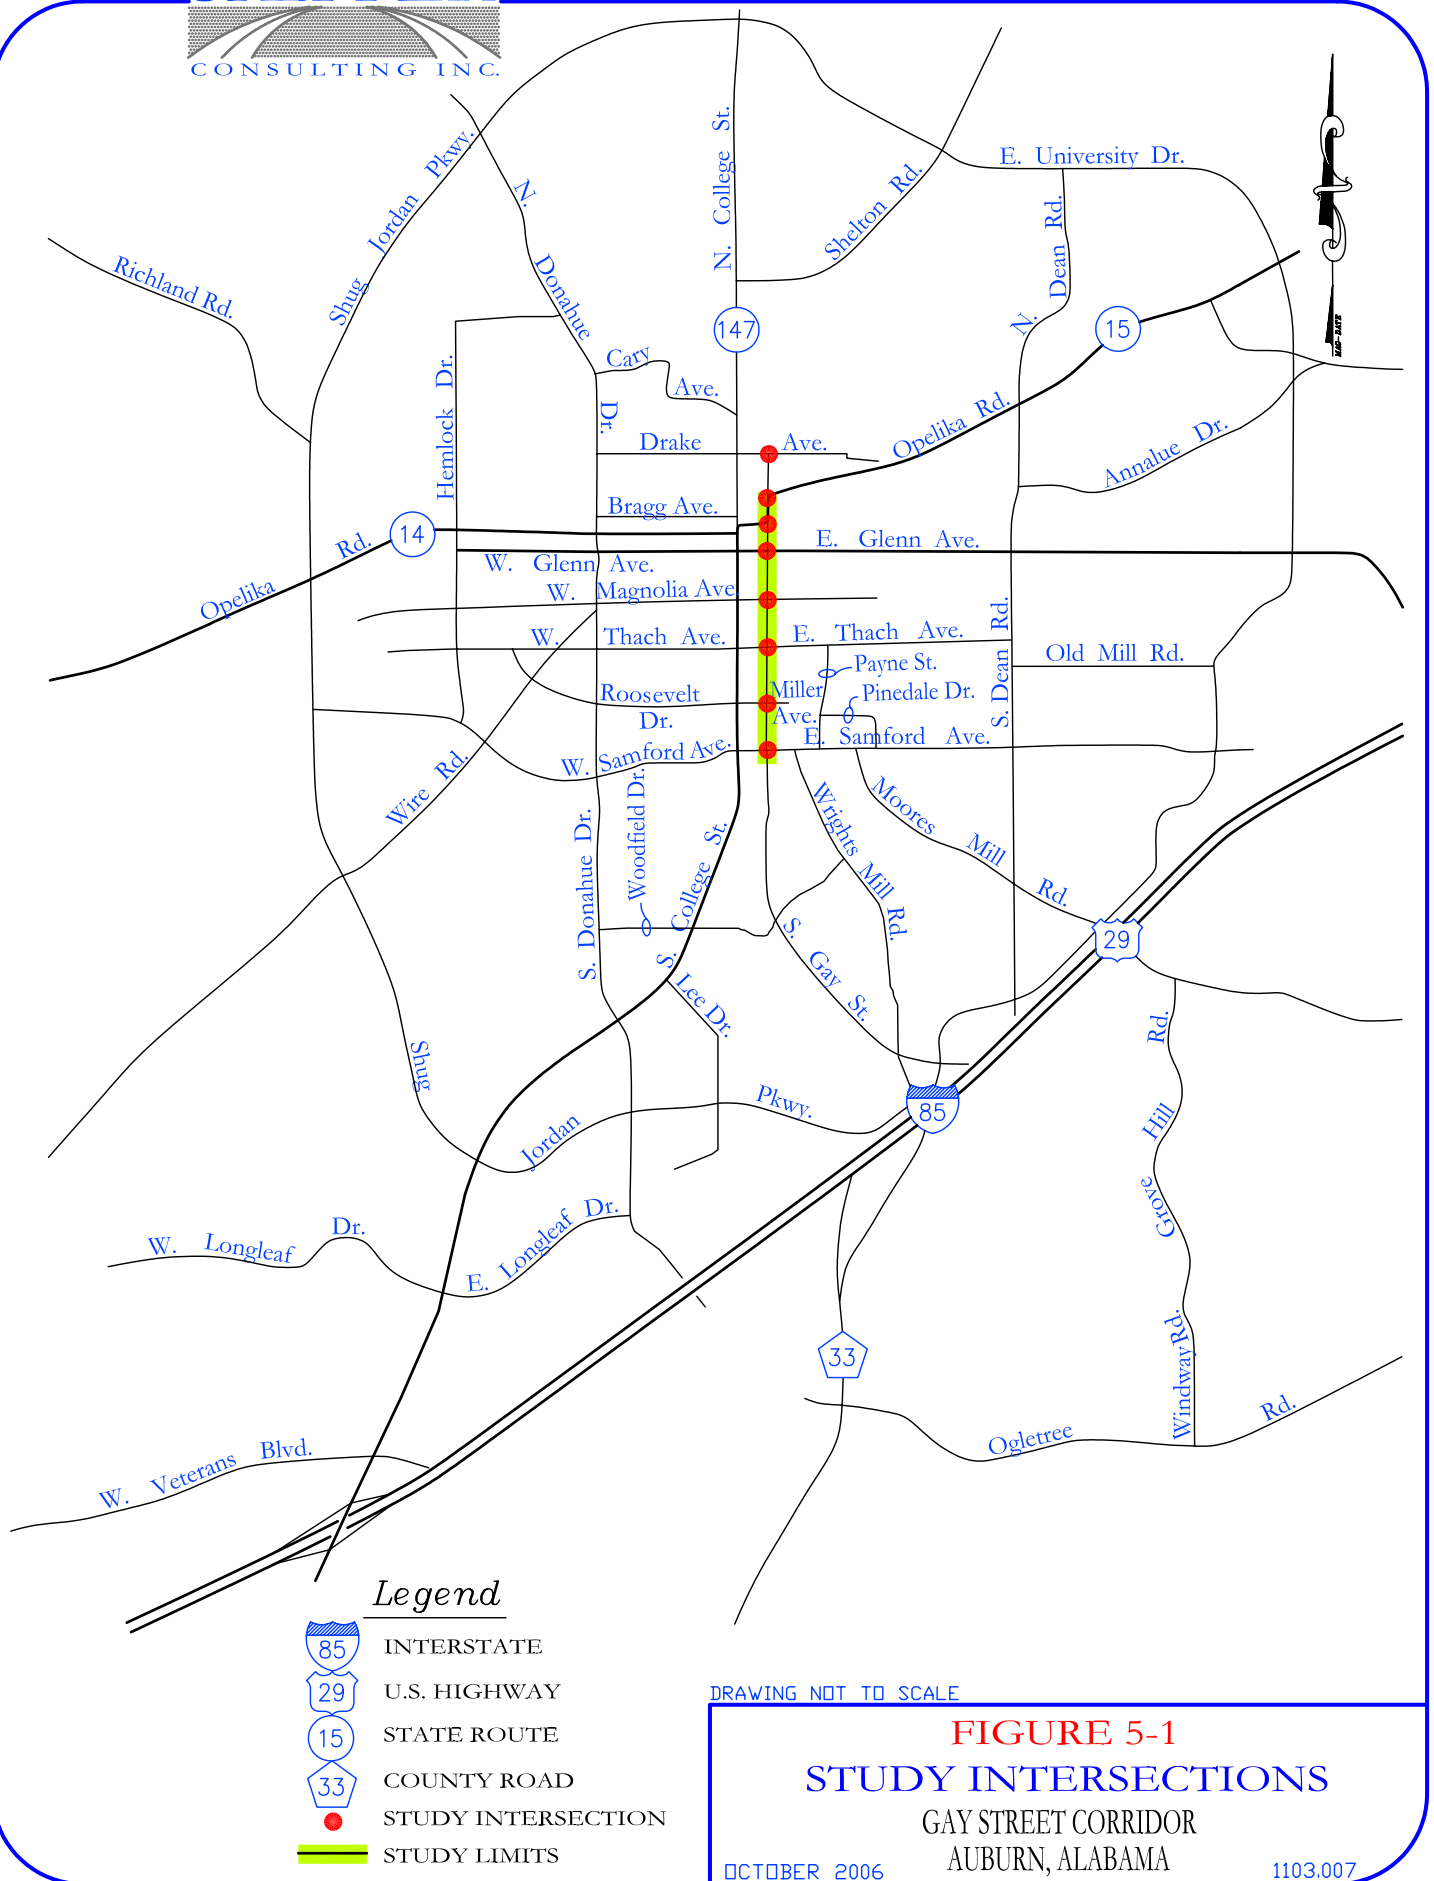 CONSULTING INC.
Shug Jordan Pkwy.
N. Donahue Dr.
N. College St.
Shelton Rd.
E. University Dr.
N. Dean Rd.
Richland Rd.
147
15
MAG-DATE
Hemlock Dr.
Cary Ave.
Drake Ave.
Opelika Rd.
Annalue Dr.
Bragg Ave.
14
Opelika Rd.
W. Glenn Ave.
E. Glenn Ave.
W. Magnolia Ave.
W. Thach Ave.
E. Thach Ave.
S. Dean Rd.
Old Mill Rd.
Payne St.
Pinedale Dr.
Roosevelt Dr.
Miller Ave.
W. Samford Ave.
E. Samford Ave.
Wire Rd.
S. Donahue Dr.
Woodfield Dr.
S. College St.
Wrights Mill Rd.
Moores Mill Rd.
29
S. Gay St.
Lee Dr.
Shug Jordan Pkwy.
85
Rd.
Hill
Grove
W. Longleaf Dr.
E. Longleaf Dr.
33
Windway Rd.
Ogletree Rd.
W. Veterans Blvd.
Legend
85 INTERSTATE
29 U.S. HIGHWAY
15 STATE ROUTE
33 COUNTY ROAD
STUDY INTERSECTION
STUDY LIMITS
DRAWING NOT TO SCALE
FIGURE 5-1
STUDY INTERSECTIONS
GAY STREET CORRIDOR
AUBURN, ALABAMA
OCTOBER 2006
1103.007